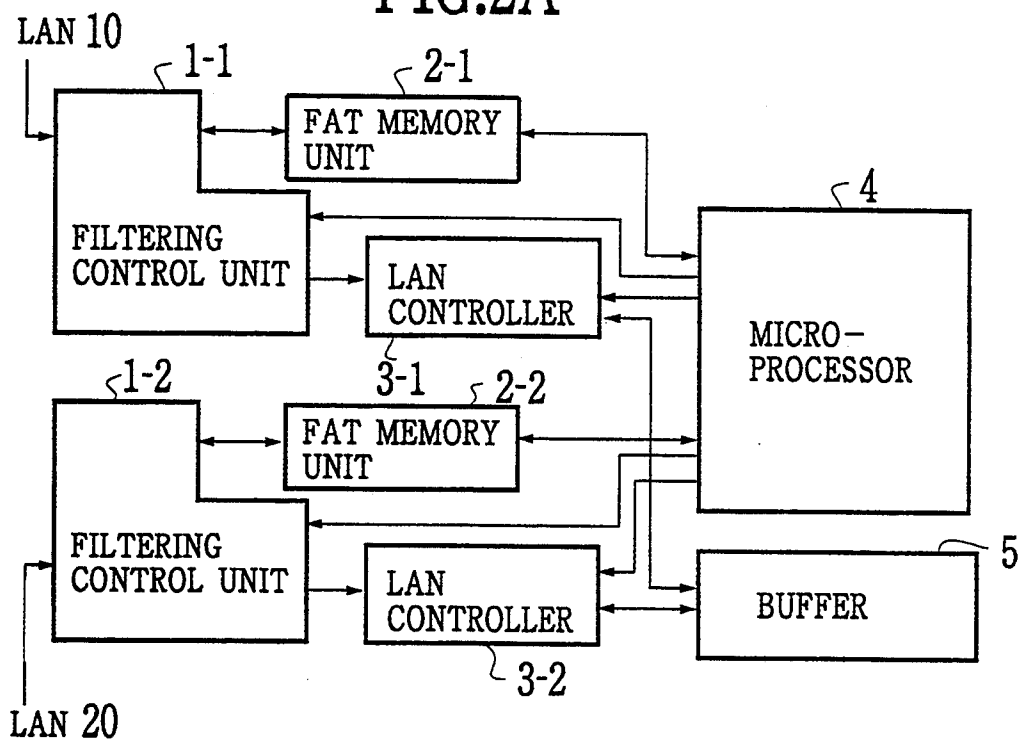 FIG.2A
LAN 10
1-1
2-1
FAT MEMORY
UNIT
4
FILTERING
CONTROL UNIT
LAN
CONTROLLER
3-1
MICRO-
PROCESSOR
1-2
2-2
FAT MEMORY
UNIT
FILTERING
CONTROL UNIT
LAN
CONTROLLER
3-2
5
BUFFER
LAN 20